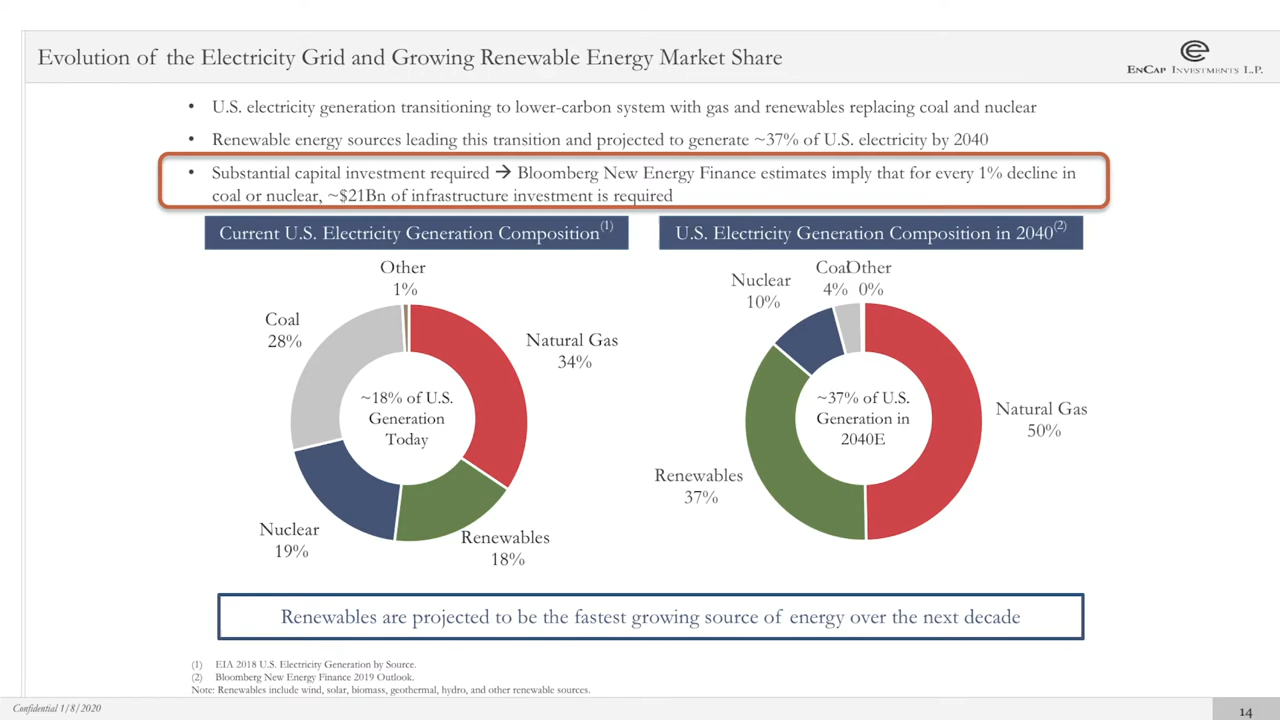 Evolution of the Electricity Grid and Growing Renewable Energy Market Share
ENCAP INVESTMENTS L.P.
• U.S. electricity generation transitioning to lower-carbon system with gas and renewables replacing coal and nuclear
• Renewable energy sources leading this transition and projected to generate ~37% of U.S. electricity by 2040
• Substantial capital investment required → Bloomberg New Energy Finance estimates imply that for every 1% decline in
coal or nuclear, ~$21Bn of infrastructure investment is required
Current U.S. Electricity Generation Composition(1)
Other
1%
Coal
28%
Natural Gas
34%
~18% of U.S.
Generation
Today
Nuclear
19%
Renewables
18%
U.S. Electricity Generation Composition in 2040(2)
Nuclear
10%
Coal
4%
Other
0%
~37% of U.S.
Generation in
2040E
Natural Gas
50%
Renewables
37%
Renewables are projected to be the fastest growing source of energy over the next decade
(1) EIA 2018 U.S. Electricity Generation by Source.
(2) Bloomberg New Energy Finance 2019 Outlook.
Note: Renewables include wind, solar, biomass, geothermal, hydro, and other renewable sources.
Confidential 1/8/2020
14